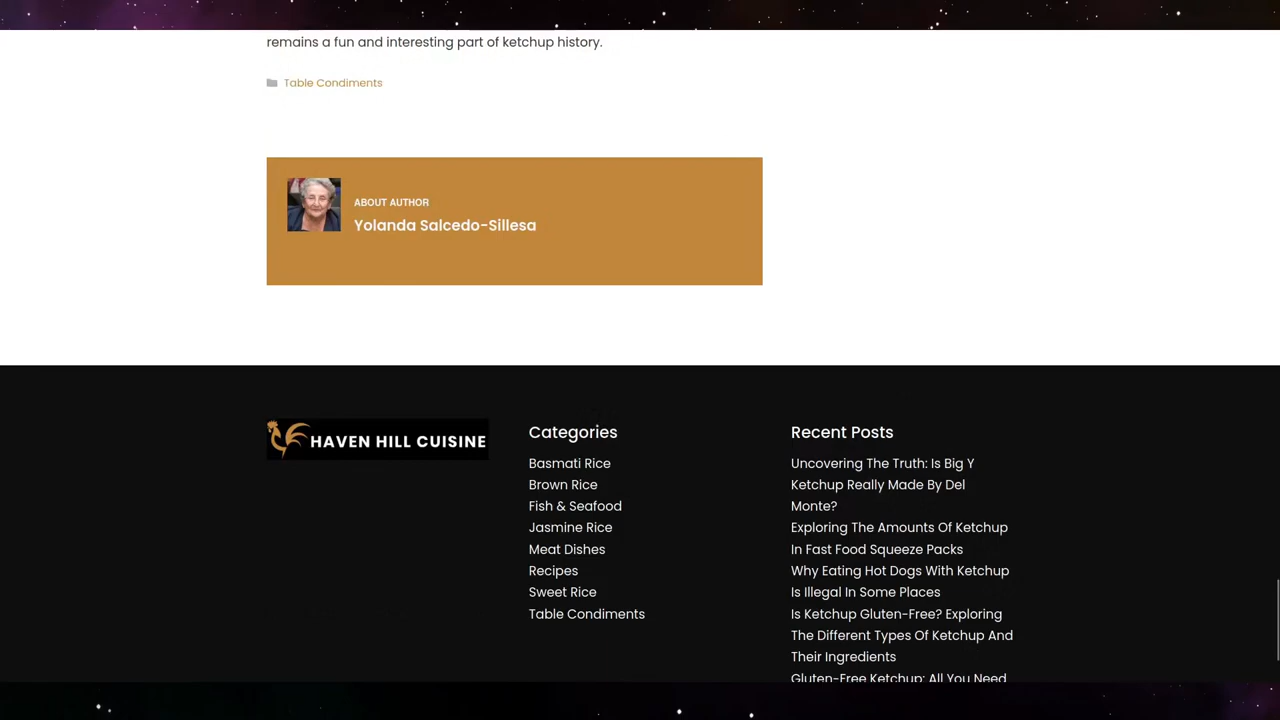 remains a fun and interesting part of ketchup history.
Table Condiments
ABOUT AUTHOR
Yolanda Salcedo-Sillesa
HAVEN HILL CUISINE
Categories
Basmati Rice
Brown Rice
Fish & Seafood
Jasmine Rice
Meat Dishes
Recipes
Sweet Rice
Table Condiments
Recent Posts
Uncovering The Truth: Is Big Y
Ketchup Really Made By Del
Monte?
Exploring The Amounts Of Ketchup
In Fast Food Squeeze Packs
Why Eating Hot Dogs With Ketchup
Is Illegal In Some Places
Is Ketchup Gluten-Free? Exploring
The Different Types Of Ketchup And
Their Ingredients
Gluten-Free Ketchup: All You Need